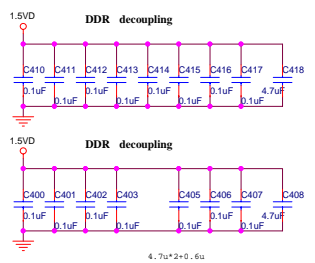 1.5VD
DDR decoupling
C410 C411 C412 C413 C414 C415 C416 C417 C418
0.1uF 0.1uF 0.1uF 0.1uF 4.7uF
0.1uF 0.1uF 0.1uF 0.1uF
1.5VD
DDR decoupling
C400 C401 C402 C403 C405 C406 C407 C408
0.1uF 0.1uF 0.1uF 4.7uF
0.1uF 0.1uF 0.1uF 0.1uF
4.7u*2+0.6u